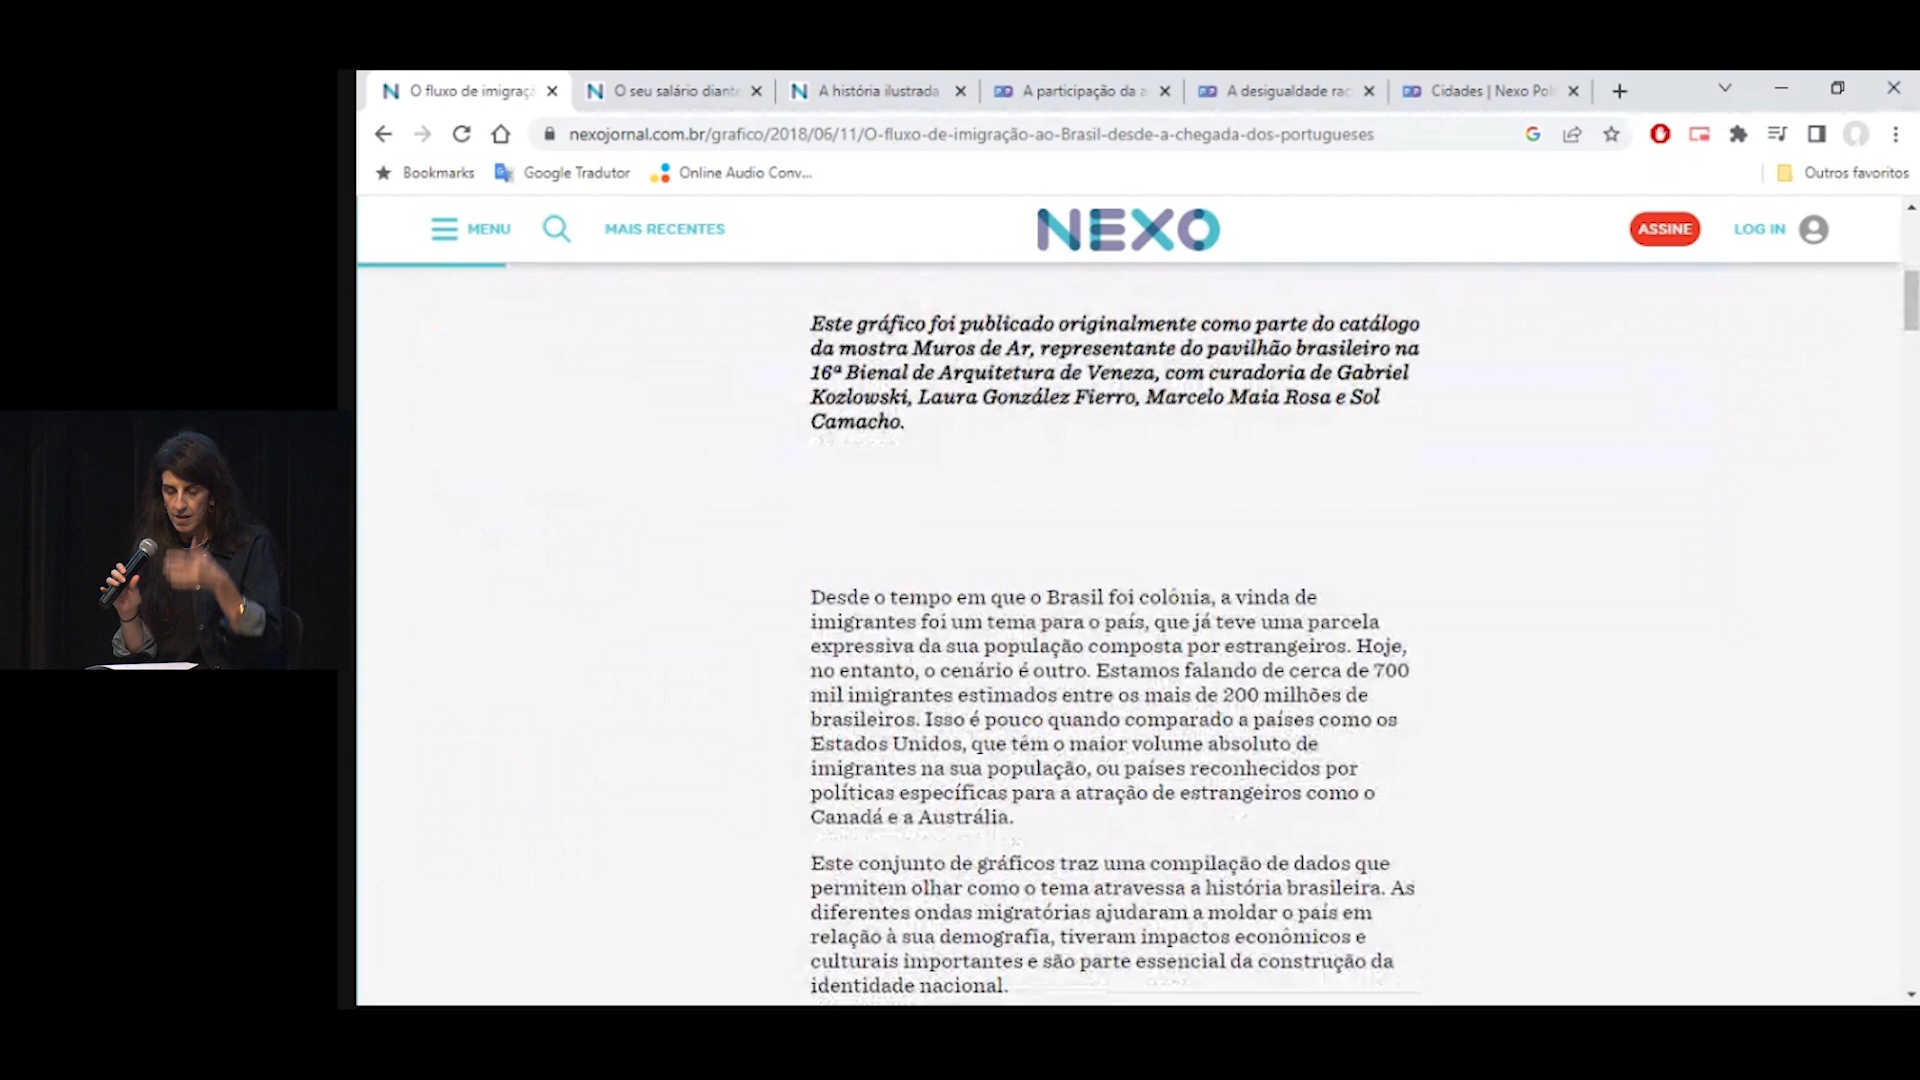 O fluxo de imigraç
O seu salário diant
A história ilustrada
A participação da a
A desigualdade rac
Cidades | Nexo Pol
nexojornal.com.br/grafico/2018/06/11/O-fluxo-de-imigração-ao-Brasil-desde-a-chegada-dos-portugueses
Bookmarks
Google Tradutor
Online Audio Conv...
Outros favoritos
MENU
MAIS RECENTES
NEXO
ASSINE
LOG IN
Este gráfico foi publicado originalmente como parte do catálogo
da mostra Muros de Ar, representante do pavilhão brasileiro na
16ª Bienal de Arquitetura de Veneza, com curadoria de Gabriel
Kozlowski, Laura González Fierro, Marcelo Maia Rosa e Sol
Camacho.
Desde o tempo em que o Brasil foi colônia, a vinda de
imigrantes foi um tema para o país, que já teve uma parcela
expressiva da sua população composta por estrangeiros. Hoje,
no entanto, o cenário é outro. Estamos falando de cerca de 700
mil imigrantes estimados entre os mais de 200 milhões de
brasileiros. Isso é pouco quando comparado a países como os
Estados Unidos, que têm o maior volume absoluto de
imigrantes na sua população, ou países reconhecidos por
políticas específicas para a atração de estrangeiros como o
Canadá e a Austrália.
Este conjunto de gráficos traz uma compilação de dados que
permitem olhar como o tema atravessa a história brasileira. As
diferentes ondas migratórias ajudaram a moldar o país em
relação à sua demografia, tiveram impactos econômicos e
culturais importantes e são parte essencial da construção da
identidade nacional.